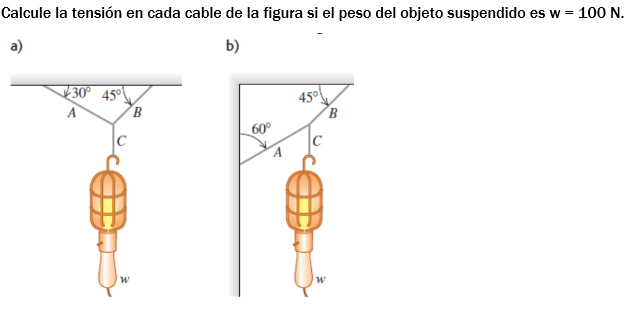 Calcule la tensión en cada cable de la figura si el peso del objeto suspendido es w = 100 N.
a) b)
30° 45° 45°
A B B
60°
C A C
w w